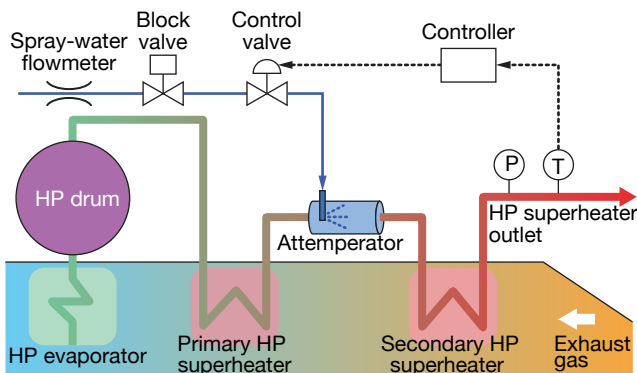 Block
valve
Control
valve
Spray-water
flowmeter
Controller
P
T
HP drum
HP superheater
outlet
Attemperator
HP evaporator
Primary HP
superheater
Secondary HP
superheater
Exhaust
gas